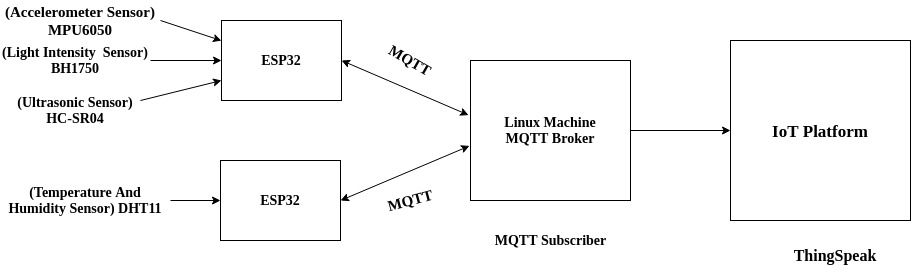 (Accelerometer Sensor)
MPU6050
(Light Intensity  Sensor)
BH1750
(Ultrasonic Sensor)
HC-SR04
ESP32
MQTT
Linux Machine
MQTT Broker
IoT Platform
(Temperature And
Humidity Sensor) DHT11
ESP32
MQTT
MQTT Subscriber
ThingSpeak